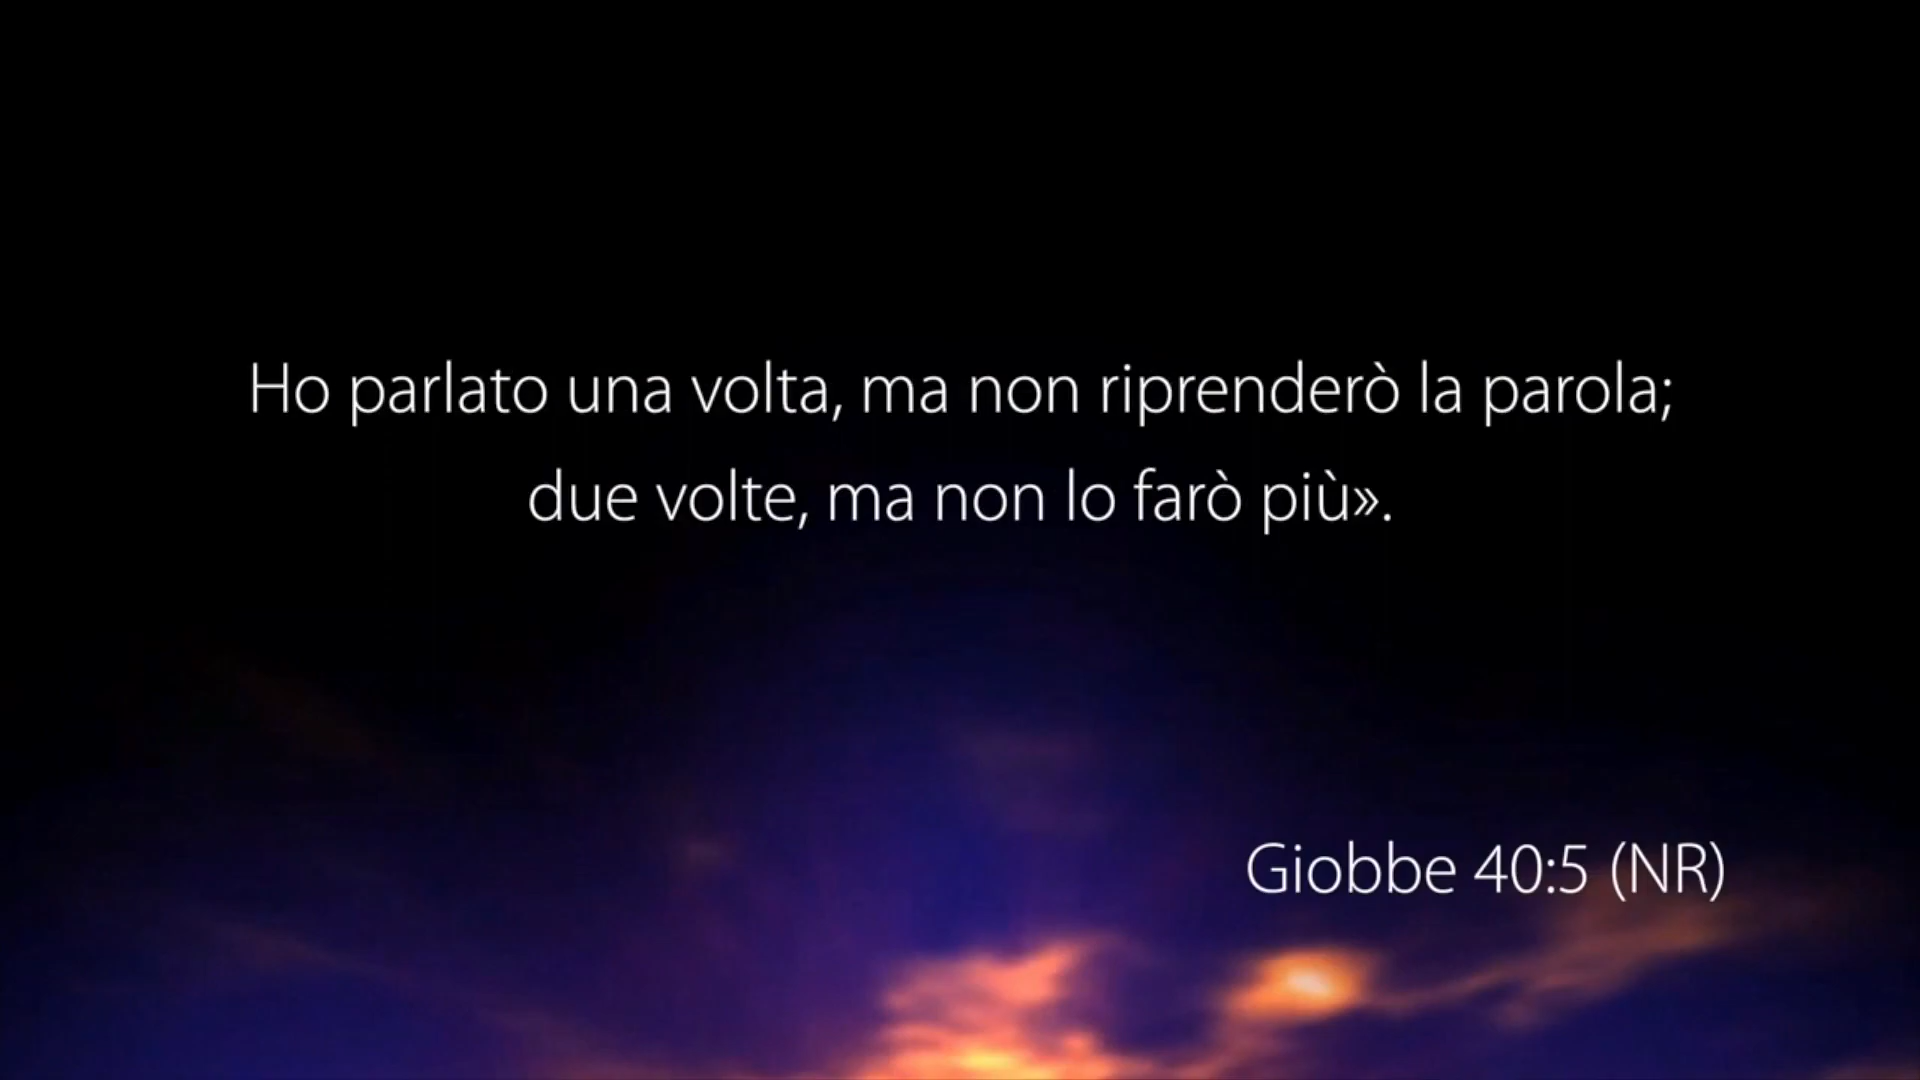 Ho parlato una volta, ma non riprenderò la parola;
due volte, ma non lo farò più».
Giobbe 40:5 (NR)